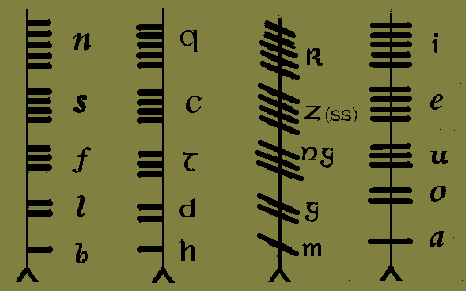 n q R i
s c Z(ss) e
f t ng u
l d g o
b h m a